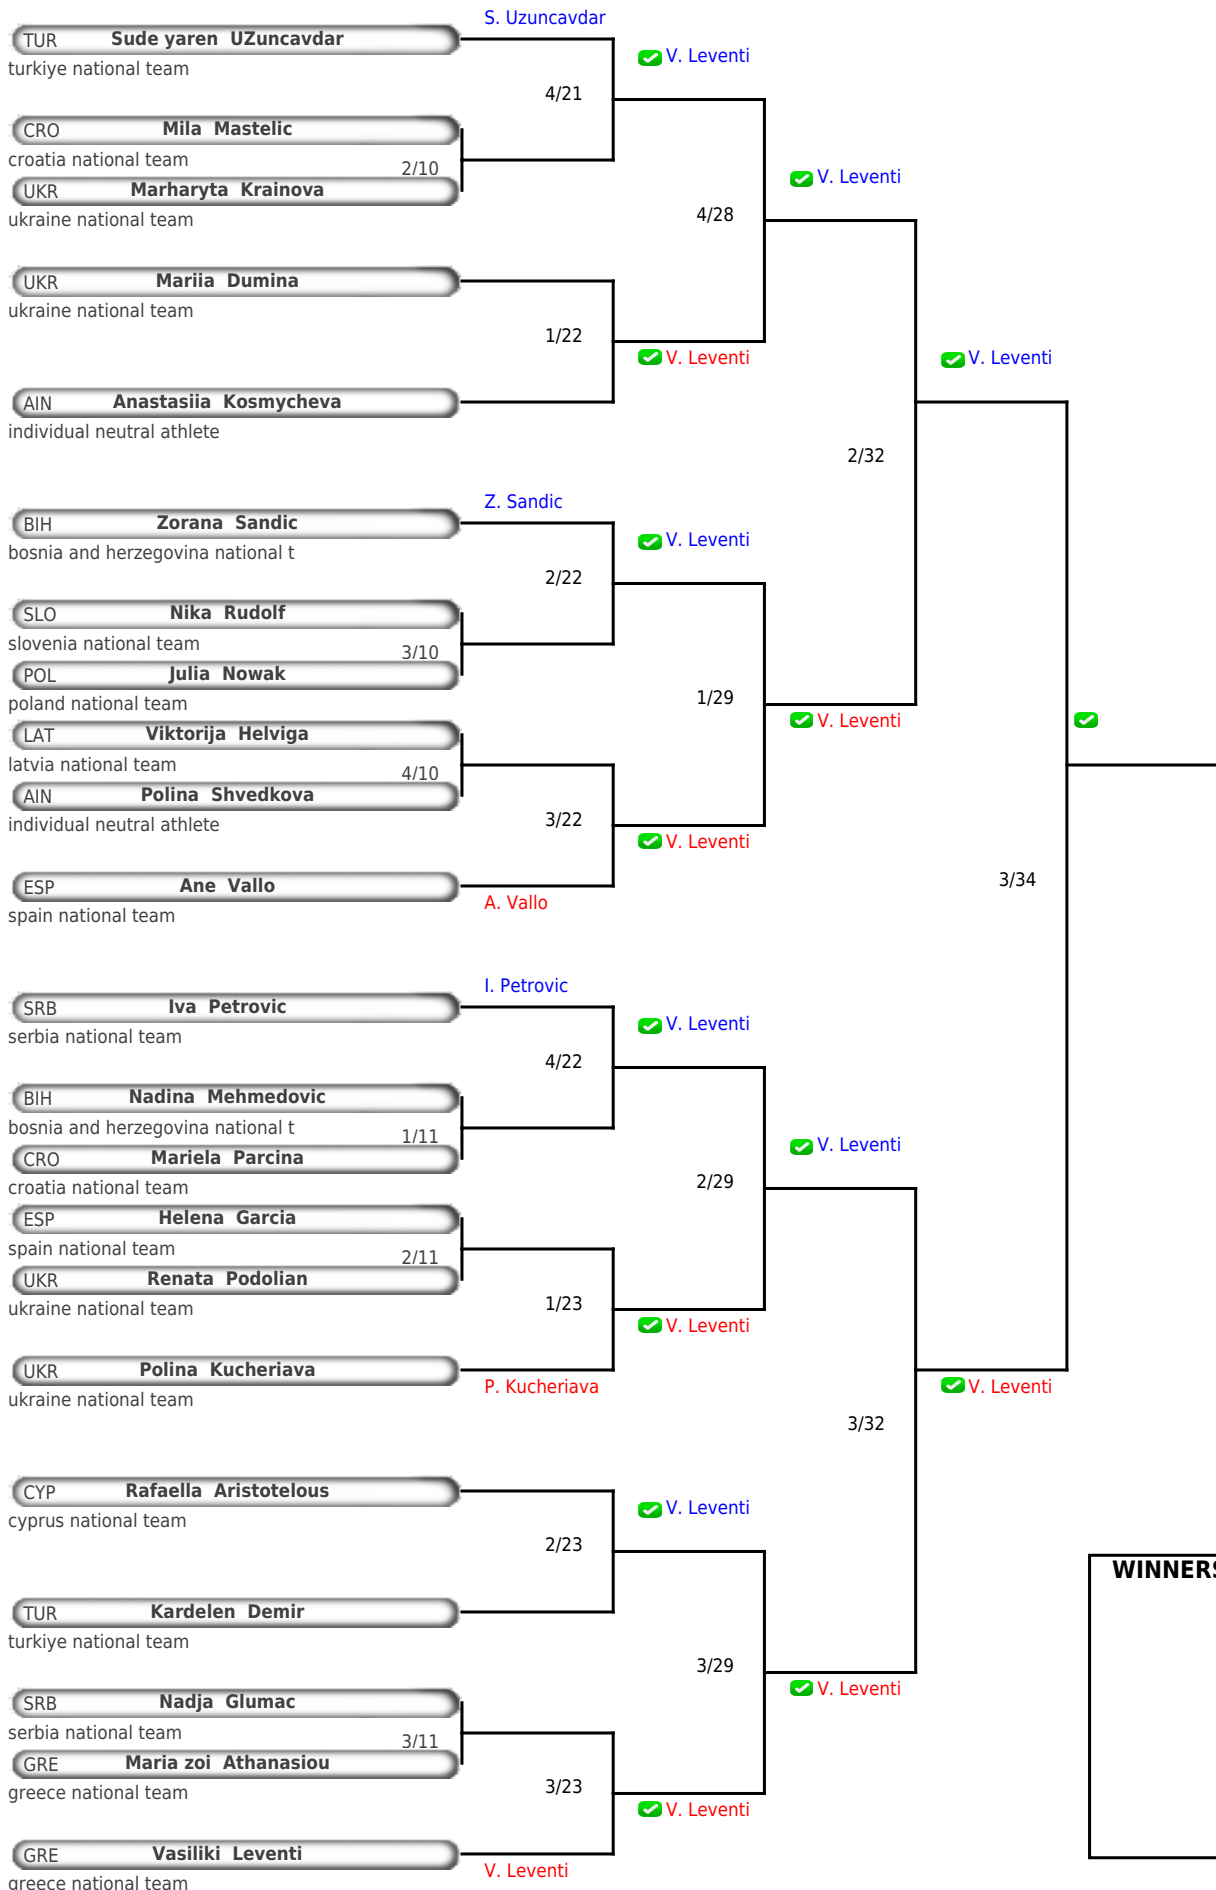 S. Uzuncavdar
TUR Sude yaren UZuncavdar
turkiye national team
V. Leventi
4/21
CRO Mila Mastelic
croatia national team
2/10
UKR Marharyta Krainova
ukraine national team
V. Leventi
4/28
UKR Mariia Dumina
ukraine national team
1/22
V. Leventi
V. Leventi
AIN Anastasiia Kosmycheva
individual neutral athlete
2/32
Z. Sandic
BIH Zorana Sandic
bosnia and herzegovina national t
V. Leventi
2/22
SLO Nika Rudolf
slovenia national team
3/10
POL Julia Nowak
poland national team
1/29
V. Leventi
LAT Viktorija Helviga
latvia national team
4/10
AIN Polina Shvedkova
individual neutral athlete
3/22
V. Leventi
3/34
ESP Ane Vallo
A. Vallo
spain national team
I. Petrovic
SRB Iva Petrovic
serbia national team
V. Leventi
4/22
BIH Nadina Mehmedovic
bosnia and herzegovina national t
1/11
V. Leventi
CRO Mariela Parcina
croatia national team
2/29
ESP Helena Garcia
spain national team
2/11
UKR Renata Podolian
ukraine national team
1/23
V. Leventi
UKR Polina Kucheriava
P. Kucheriava
V. Leventi
ukraine national team
3/32
CYP Rafaella Aristotelous
cyprus national team
V. Leventi
2/23
WINNERS
TUR Kardelen Demir
turkiye national team
3/29
V. Leventi
SRB Nadja Glumac
serbia national team
3/11
GRE Maria zoi Athanasiou
greece national team
3/23
V. Leventi
GRE Vasiliki Leventi
V. Leventi
greece national team